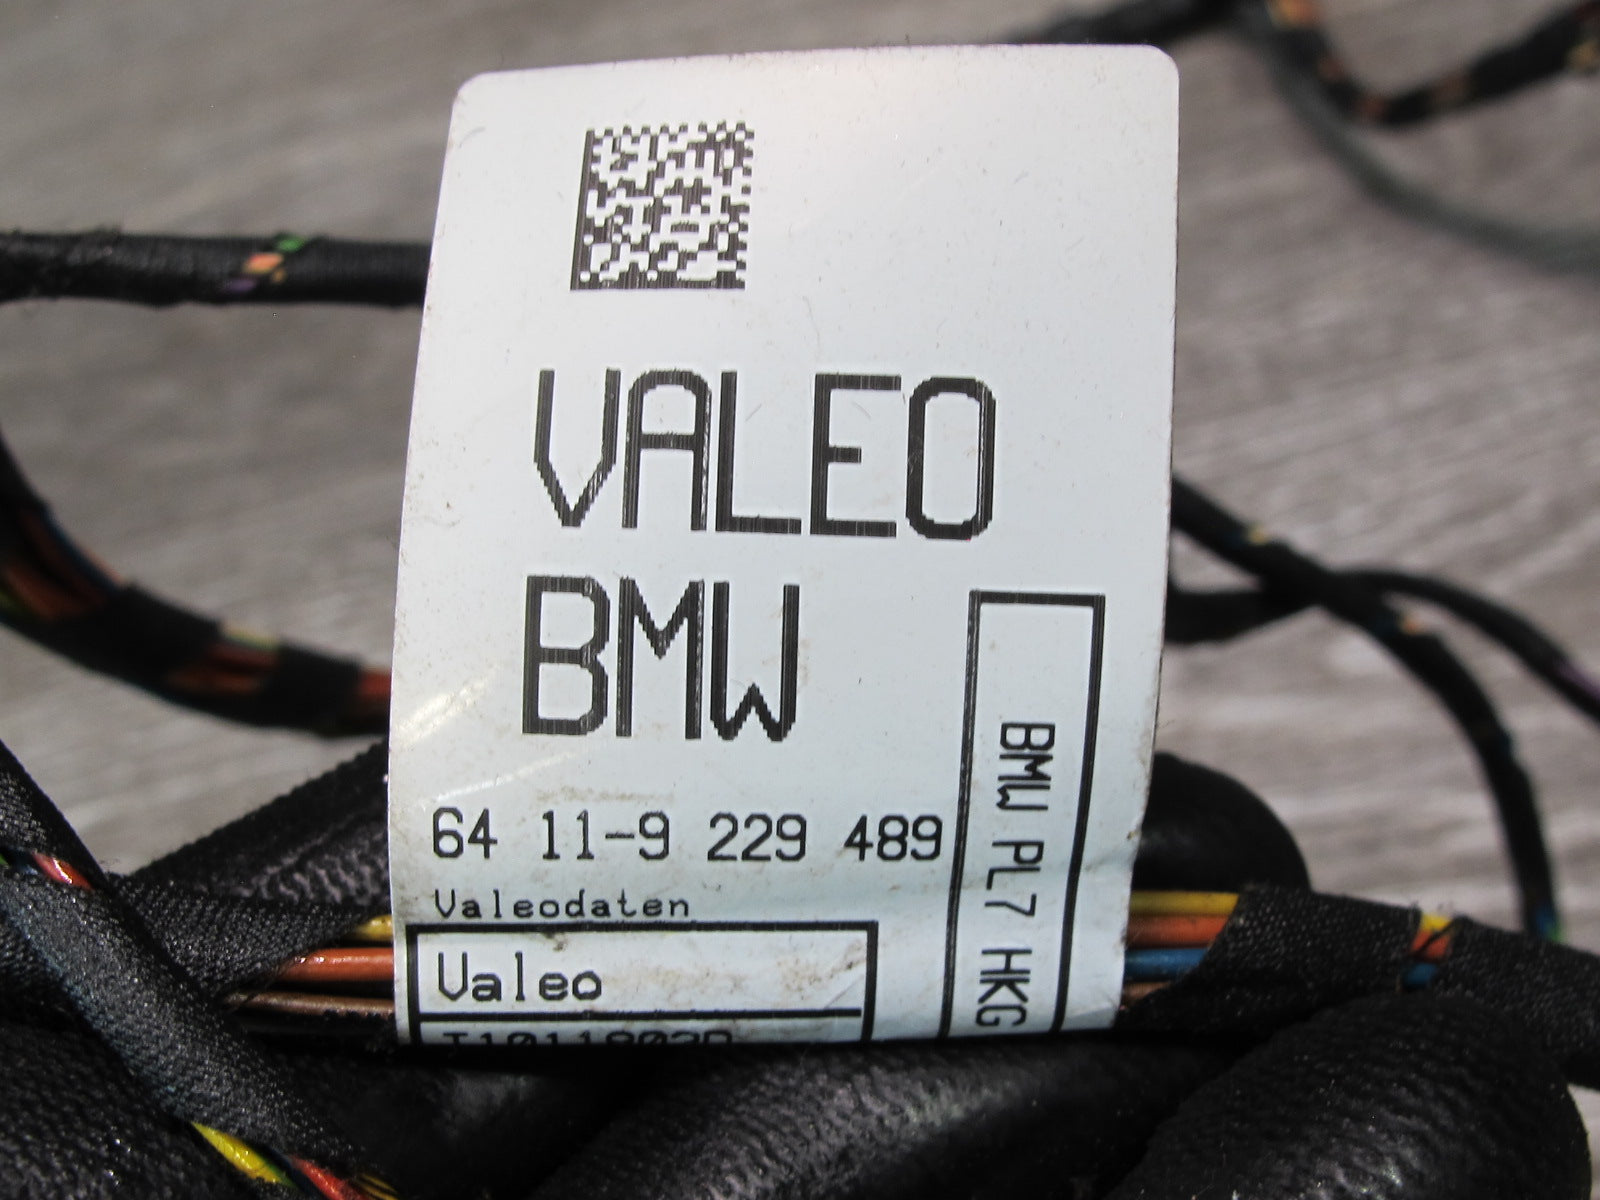 VALEO
BMW
64 11-9 229 489
Valeodaten
Valeo
BMW PL7 HKG